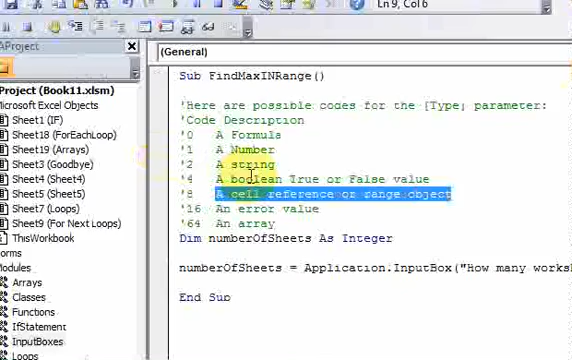 Ln 9, Col 6
AProject
(General)
Project (Book11.xlsm)
Microsoft Excel Objects
Sheet1 (IF)
Sheet18 (ForEachLoop)
Sheet19 (Arrays)
Sheet3 (Goodbye)
Sheet4 (Sheet4)
Sheet5 (Sheet5)
Sheet7 (Loops)
Sheet9 (For Next Loops)
ThisWorkbook
orms
Modules
Arrays
Classes
Functions
IfStatement
InputBoxes
Loops
Sub FindMaxINRange()
'Here are possible codes for the [Type] parameter:
'Code Description
'0 A Formula
'1 A Number
'2 A string
'4 A boolean True or False value
'8 A cell reference or range object
'16 An error value
'64 An array
Dim numberOfSheets As Integer
numberOfSheets = Application.InputBox("How many works
End Sub